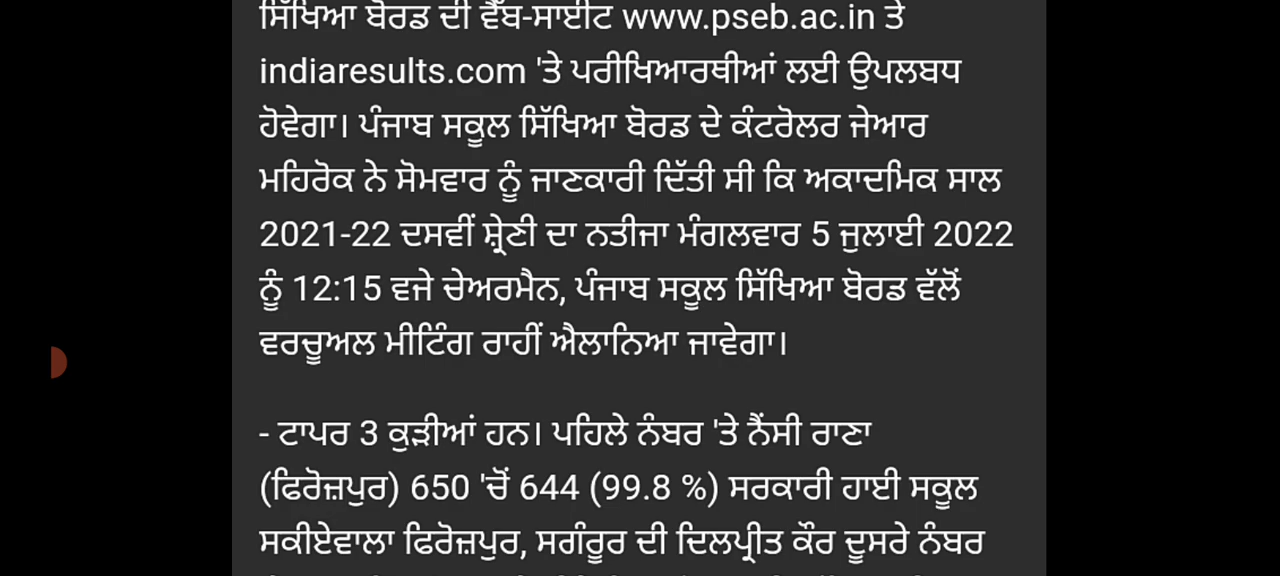 ਸਿੱਖਿਆ ਬੋਰਡ ਦੀ ਵੈੱਬ-ਸਾਈਟ www.pseb.ac.in ਤੇ
indiaresults.com 'ਤੇ ਪਰੀਖਿਆਰਥੀਆਂ ਲਈ ਉਪਲਬਧ
ਹੋਵੇਗਾ। ਪੰਜਾਬ ਸਕੂਲ ਸਿੱਖਿਆ ਬੋਰਡ ਦੇ ਕੰਟਰੋਲਰ ਜੇਆਰ
ਮਹਿਰੋਕ ਨੇ ਸੋਮਵਾਰ ਨੂੰ ਜਾਣਕਾਰੀ ਦਿੱਤੀ ਸੀ ਕਿ ਅਕਾਦਮਿਕ ਸਾਲ
2021-22 ਦਸਵੀਂ ਸ਼੍ਰੇਣੀ ਦਾ ਨਤੀਜਾ ਮੰਗਲਵਾਰ 5 ਜੁਲਾਈ 2022
ਨੂੰ 12:15 ਵਜੇ ਚੇਅਰਮੈਨ, ਪੰਜਾਬ ਸਕੂਲ ਸਿੱਖਿਆ ਬੋਰਡ ਵੱਲੋਂ
ਵਰਚੂਅਲ ਮੀਟਿੰਗ ਰਾਹੀਂ ਐਲਾਨਿਆ ਜਾਵੇਗਾ।
- ਟਾਪਰ 3 ਕੁੜੀਆਂ ਹਨ। ਪਹਿਲੇ ਨੰਬਰ 'ਤੇ ਨੈਂਸੀ ਰਾਣਾ
(ਫਿਰੋਜ਼ਪੁਰ) 650 'ਚੋਂ 644 (99.8 %) ਸਰਕਾਰੀ ਹਾਈ ਸਕੂਲ
ਸਕੀਏਵਾਲਾ ਫਿਰੋਜ਼ਪੁਰ, ਸਗੰਰੂਰ ਦੀ ਦਿਲਪ੍ਰੀਤ ਕੌਰ ਦੂਸਰੇ ਨੰਬਰ